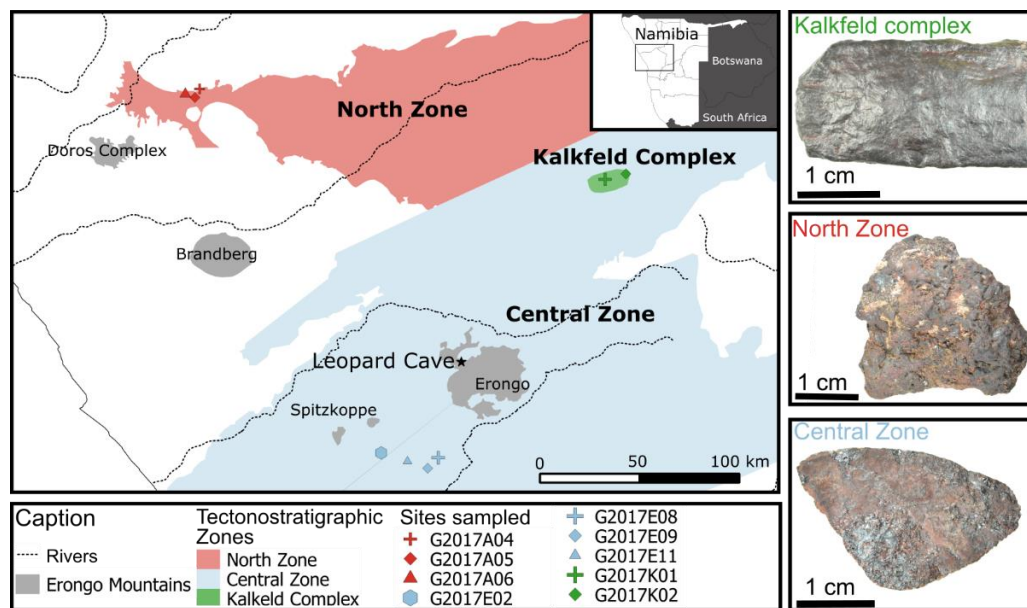 Namibia
Botswana
South Africa
North Zone
Doros Complex
Kalkfeld Complex
Brandberg
Central Zone
Leopard Cave
Erongo
Spitzkoppe
0 50 100 km
Kalkfeld complex
1 cm
North Zone
1 cm
Central Zone
1 cm
Caption
Rivers
Erongo Mountains
Tectonostratigraphic
Zones
North Zone
Central Zone
Kalkeld Complex
Sites sampled
G2017A04
G2017A05
G2017A06
G2017E02
G2017E08
G2017E09
G2017E11
G2017K01
G2017K02